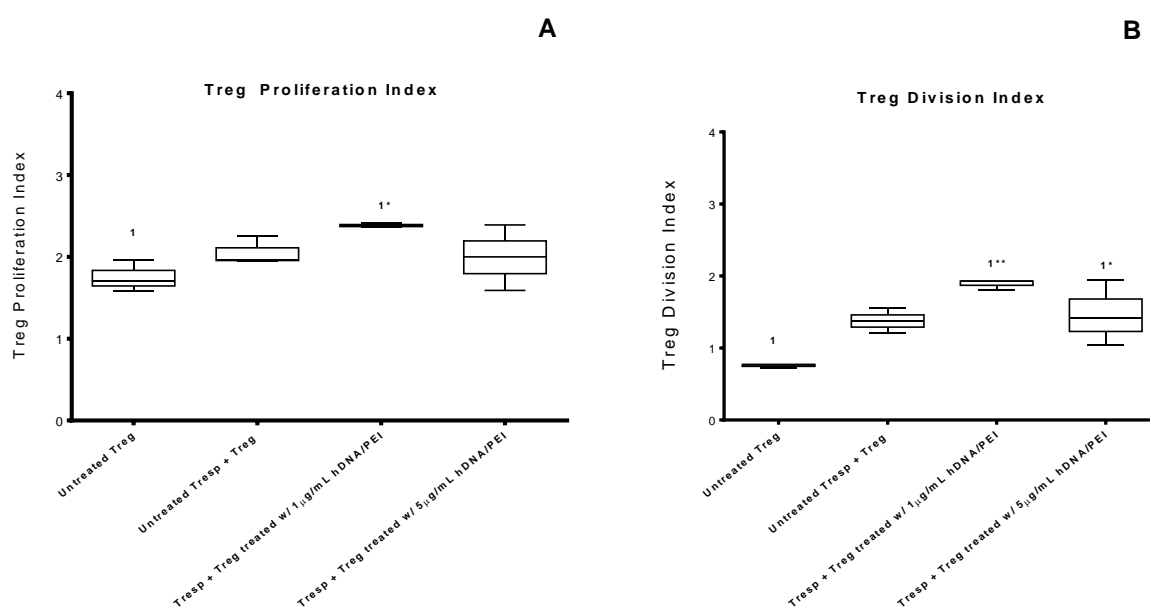 A
Treg Proliferation Index
Treg Proliferation Index
4
3
2
1
0
1
1*
Untreated Treg
Untreated Tresp + Treg
Tresp + Treg treated w/ 1μg/mL hDNA/PEI
Tresp + Treg treated w/ 5μg/mL hDNA/PEI
B
Treg Division Index
Treg Division Index
4
3
2
1
0
1
1**
1*
Untreated Treg
Untreated Tresp + Treg
Tresp + Treg treated w/ 1μg/mL hDNA/PEI
Tresp + Treg treated w/ 5μg/mL hDNA/PEI